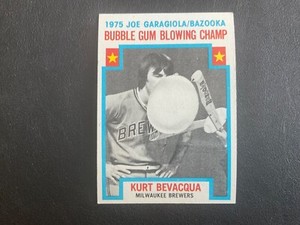 1975 JOE GARAGIOLA/BAZOOKA
BUBBLE GUM BLOWING CHAMP
BREW
KURT BEVACQUA
MILWAUKEE BREWERS